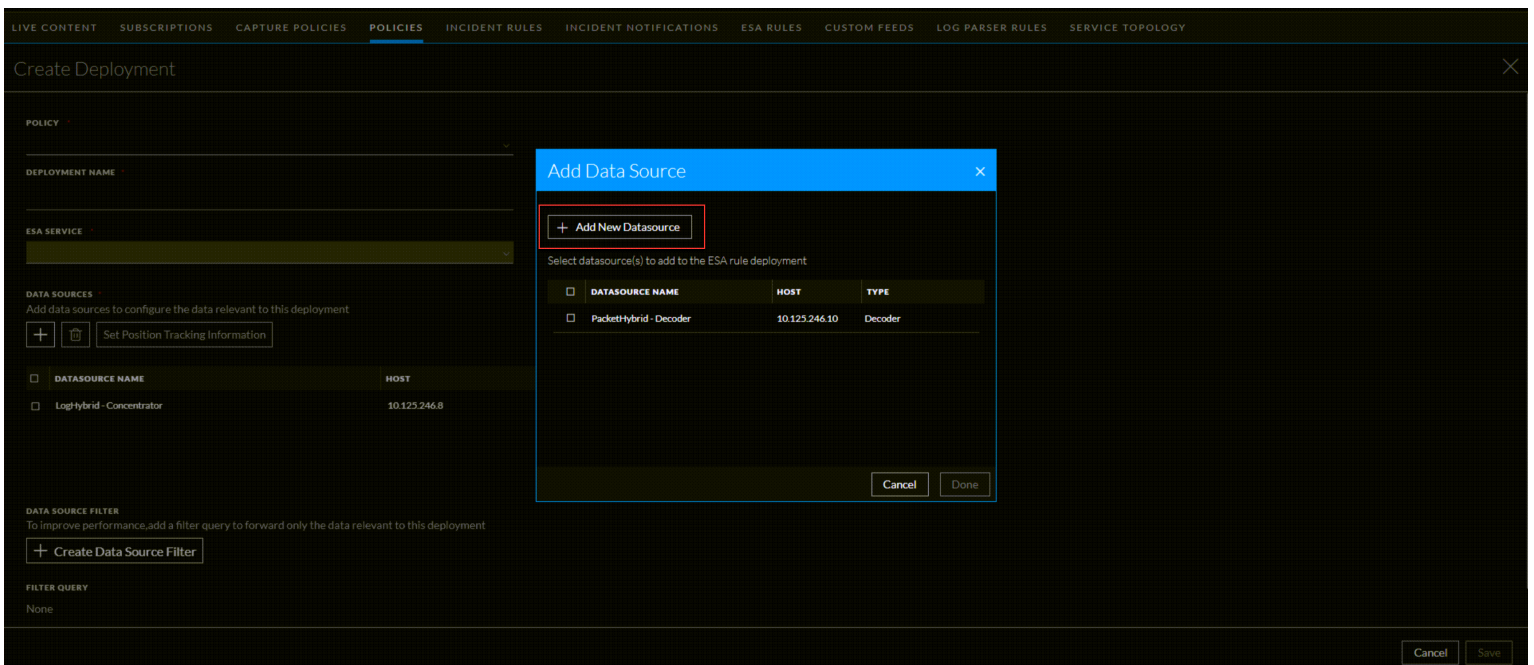 LIVE CONTENT SUBSCRIPTIONS CAPTURE POLICIES POLICIES INCIDENT RULES INCIDENT NOTIFICATIONS ESA RULES CUSTOM FEEDS LOG PARSER RULES SERVICE TOPOLOGY
Create Deployment
POLICY *
DEPLOYMENT NAME *
ESA SERVICE *
DATA SOURCES *
Add data sources to configure the data relevant to this deployment
Set Position Tracking Information
DATASOURCE NAME HOST
LogHybrid - Concentrator 10.125.246.8
DATA SOURCE FILTER
To improve performance,add a filter query to forward only the data relevant to this deployment
+ Create Data Source Filter
FILTER QUERY
None
Add Data Source
+ Add New Datasource
Select datasource(s) to add to the ESA rule deployment
DATASOURCE NAME HOST TYPE
PacketHybrid - Decoder 10.125.246.10 Decoder
Cancel Done
Cancel Save